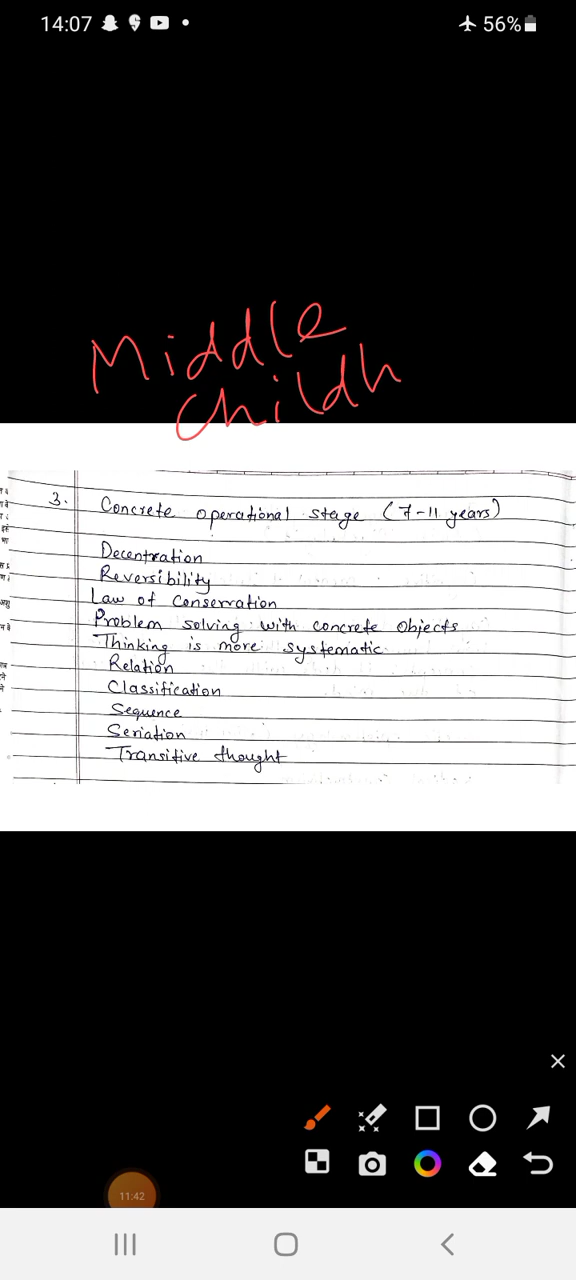 14:07
56%
Middle
Childh
3. Concrete operational stage (7-11 years)
Decentration
Reversibility
Law of Conservation
Problem solving with concrete Objects
Thinking is more systematic
Relation
Classification
Sequence
Seriation
Transitive thought
11:42